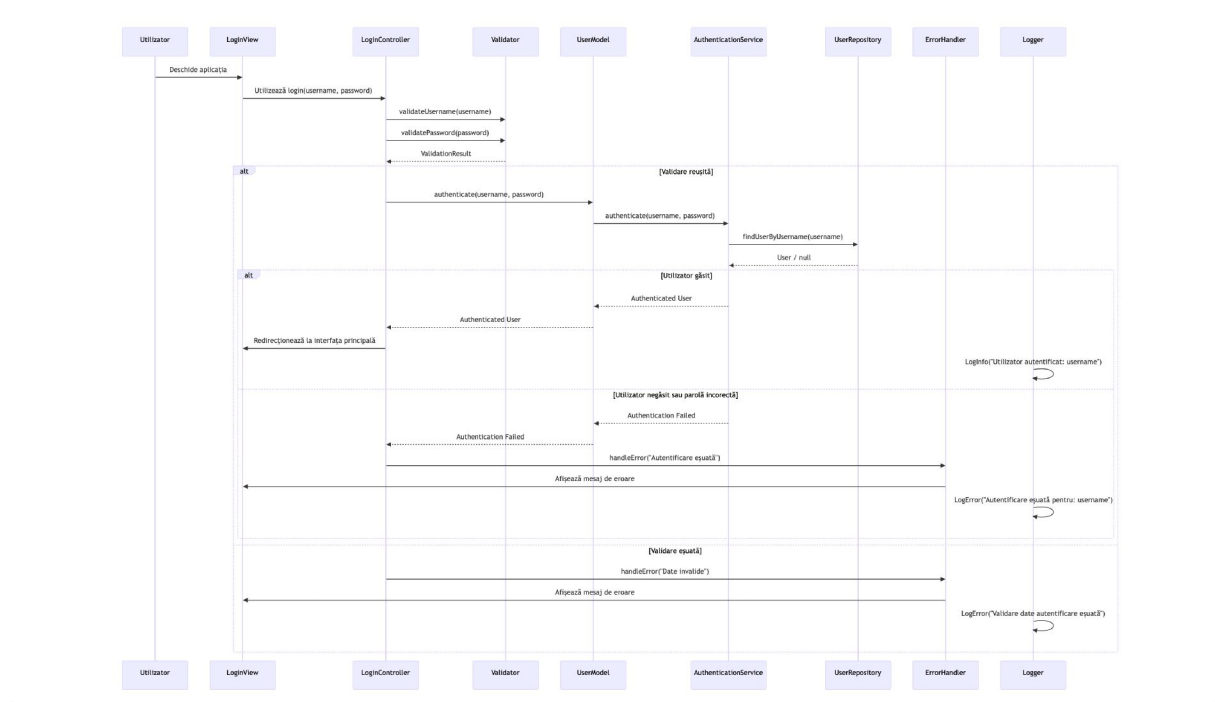 Utilizator LoginView LoginController Validator UserModel AuthenticationService UserRepository ErrorHandler Logger
Deschide aplicația
Utilizează login(username, password)
validateUsername(username)
validatePassword(password)
ValidationResult
alt [Validare reușită]
authenticate(username, password)
authenticate(username, password)
findUserByUsername(username)
User / null
alt [Utilizator găsit]
Authenticated User
Authenticated User
Redirecționează la interfața principală
LogInfo("Utilizator autentificat: username")
[Utilizator negăsit sau parolă incorectă]
Authentication Failed
Authentication Failed
handleError("Autentificare eșuată")
Afișează mesaj de eroare
LogError("Autentificare eșuată pentru: username")
[Validare eșuată]
handleError("Date invalide")
Afișează mesaj de eroare
LogError("Validare date autentificare eșuată")
Utilizator LoginView LoginController Validator UserModel AuthenticationService UserRepository ErrorHandler Logger